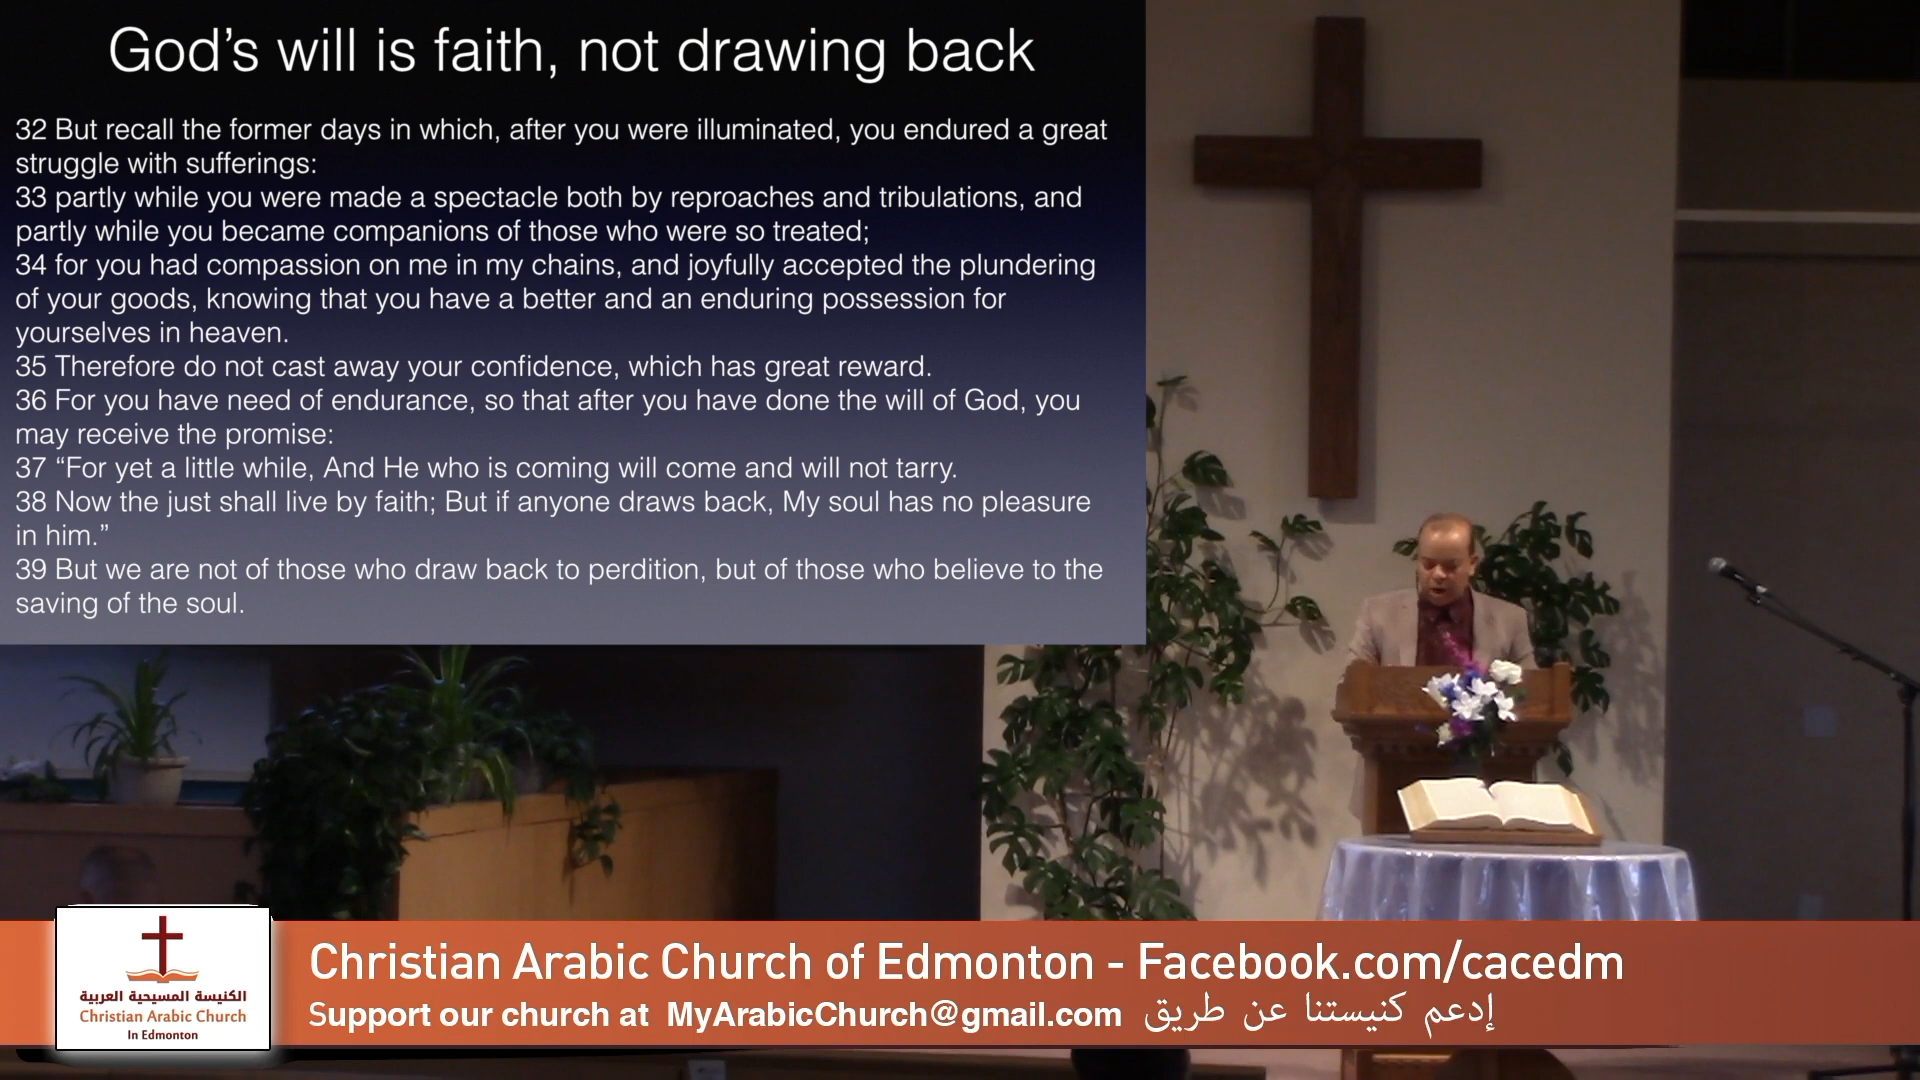 God’s will is faith, not drawing back
32 But recall the former days in which, after you were illuminated, you endured a great
struggle with sufferings:
33 partly while you were made a spectacle both by reproaches and tribulations, and
partly while you became companions of those who were so treated;
34 for you had compassion on me in my chains, and joyfully accepted the plundering
of your goods, knowing that you have a better and an enduring possession for
yourselves in heaven.
35 Therefore do not cast away your confidence, which has great reward.
36 For you have need of endurance, so that after you have done the will of God, you
may receive the promise:
37 “For yet a little while, And He who is coming will come and will not tarry.
38 Now the just shall live by faith; But if anyone draws back, My soul has no pleasure
in him.”
39 But we are not of those who draw back to perdition, but of those who believe to the
saving of the soul.
الكنيسة المسيحية العربية
Christian Arabic Church
In Edmonton
Christian Arabic Church of Edmonton - Facebook.com/cacedm
Support our church at MyArabicChurch@gmail.com إدعم كنيستنا عن طريق